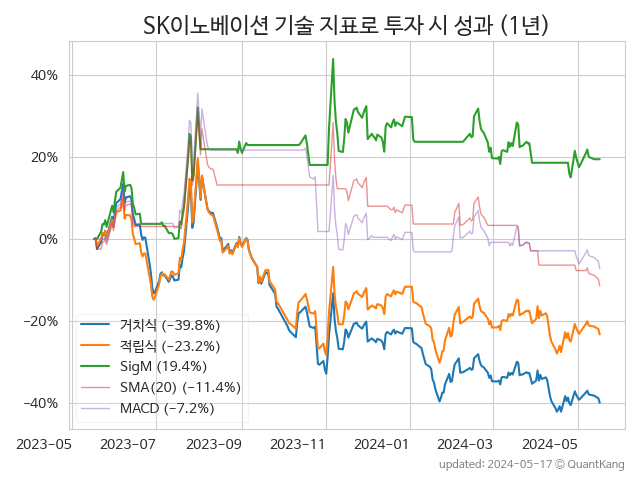 SK이노베이션 기술 지표로 투자 시 성과 (1년)
40%
20%
0%
−20%
−40%
거치식 (−39.8%)
적립식 (−23.2%)
SigM (19.4%)
SMA(20) (−11.4%)
MACD (−7.2%)
2023−05
2023−07
2023−09
2023−11
2024−01
2024−03
2024−05
updated: 2024−05−17 © QuantKang